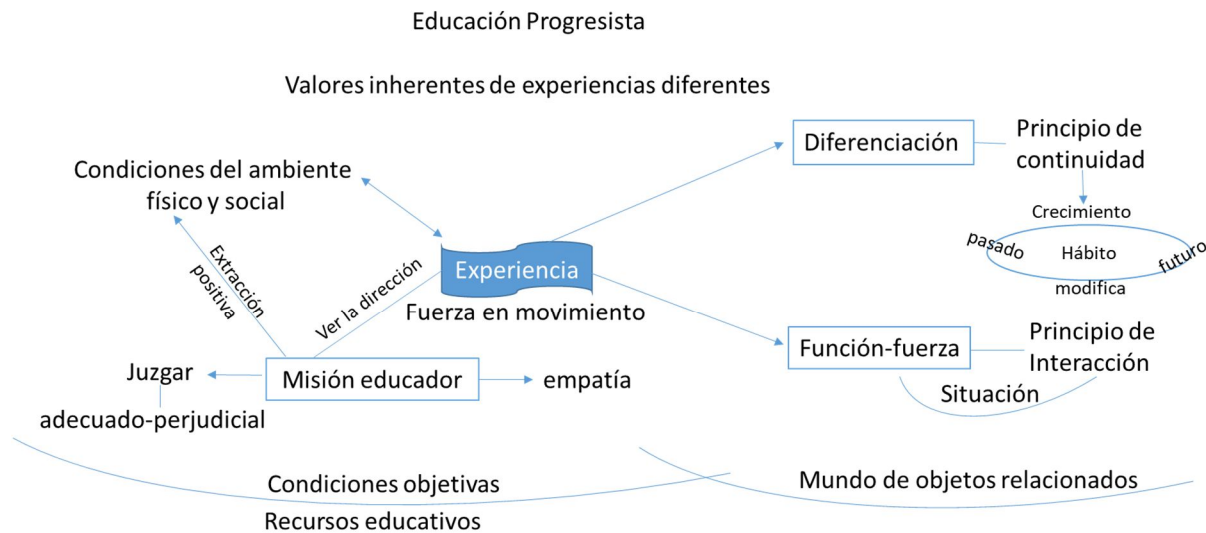 Educación Progresista
Valores inherentes de experiencias diferentes
Diferenciación
Principio de
continuidad
Condiciones del ambiente
físico y social
Crecimiento
pasado
Hábito
futuro
modifica
Extracción
positiva
Ver la dirección
Experiencia
Fuerza en movimiento
Función-fuerza
Principio de
Interacción
Situación
Juzgar
Misión educador
empatía
adecuado-perjudicial
Condiciones objetivas
Recursos educativos
Mundo de objetos relacionados